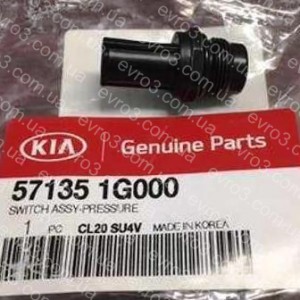 evro3.com.ua
KIA Genuine Parts
57135 1G000
SWITCH ASSY-PRESSURE
1 PC CL20 SU4V MADE IN KOREA